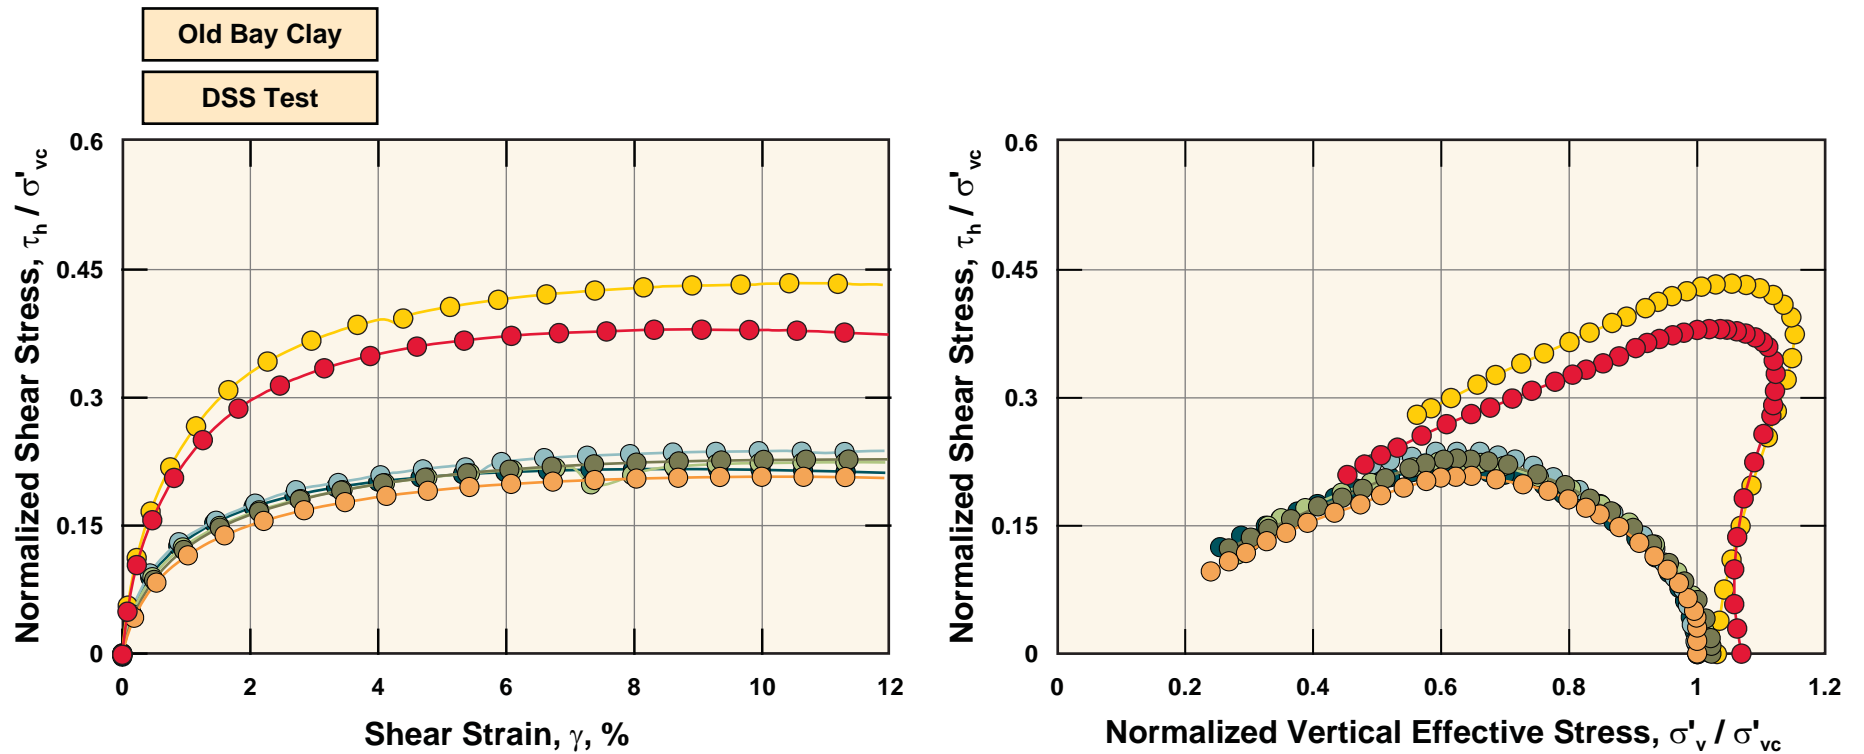 Old Bay Clay
DSS Test
Normalized Shear Stress, τh / σ'vc
0.6
0.45
0.3
0.15
0
0 2 4 6 8 10 12
Shear Strain, γ, %
Normalized Shear Stress, τh / σ'vc
0.6
0.45
0.3
0.15
0
0 0.2 0.4 0.6 0.8 1 1.2
Normalized Vertical Effective Stress, σ'v / σ'vc